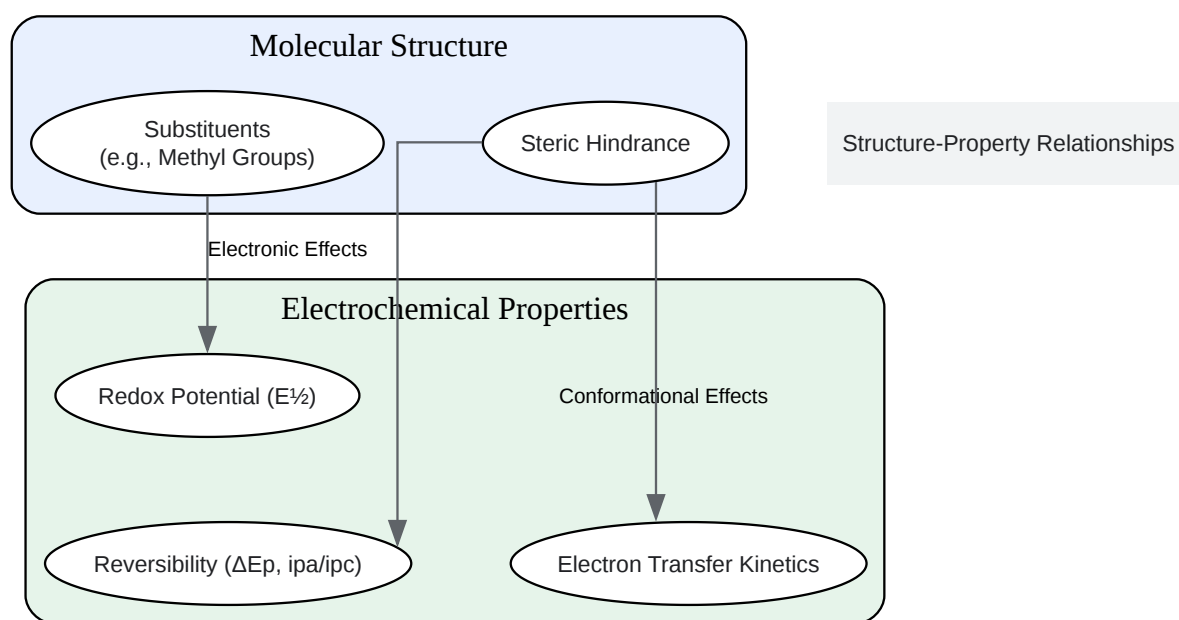 Molecular Structure
Substituents
(e.g., Methyl Groups)
Steric Hindrance
Structure-Property Relationships
Electronic Effects
Electrochemical Properties
Redox Potential (E½)
Conformational Effects
Reversibility (ΔEp, ipa/ipc)
Electron Transfer Kinetics